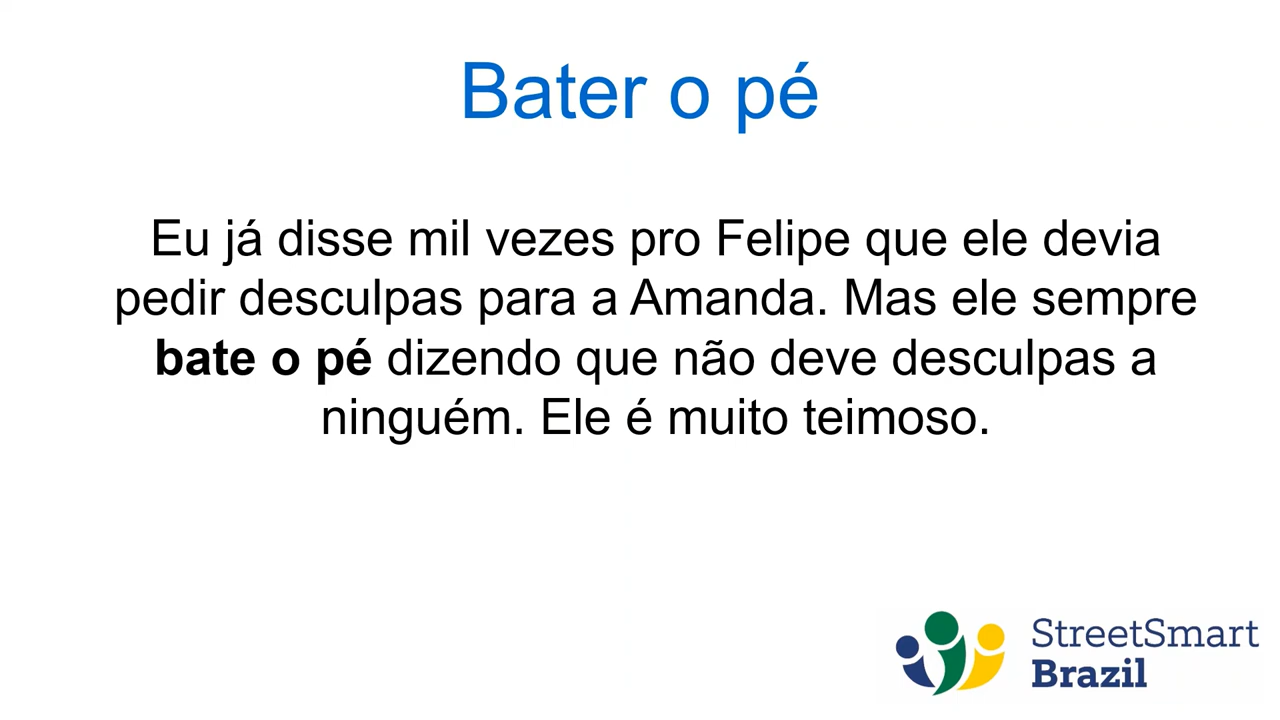 Bater o pé
Eu já disse mil vezes pro Felipe que ele devia
pedir desculpas para a Amanda. Mas ele sempre
bate o pé dizendo que não deve desculpas a
ninguém. Ele é muito teimoso.
StreetSmart
Brazil